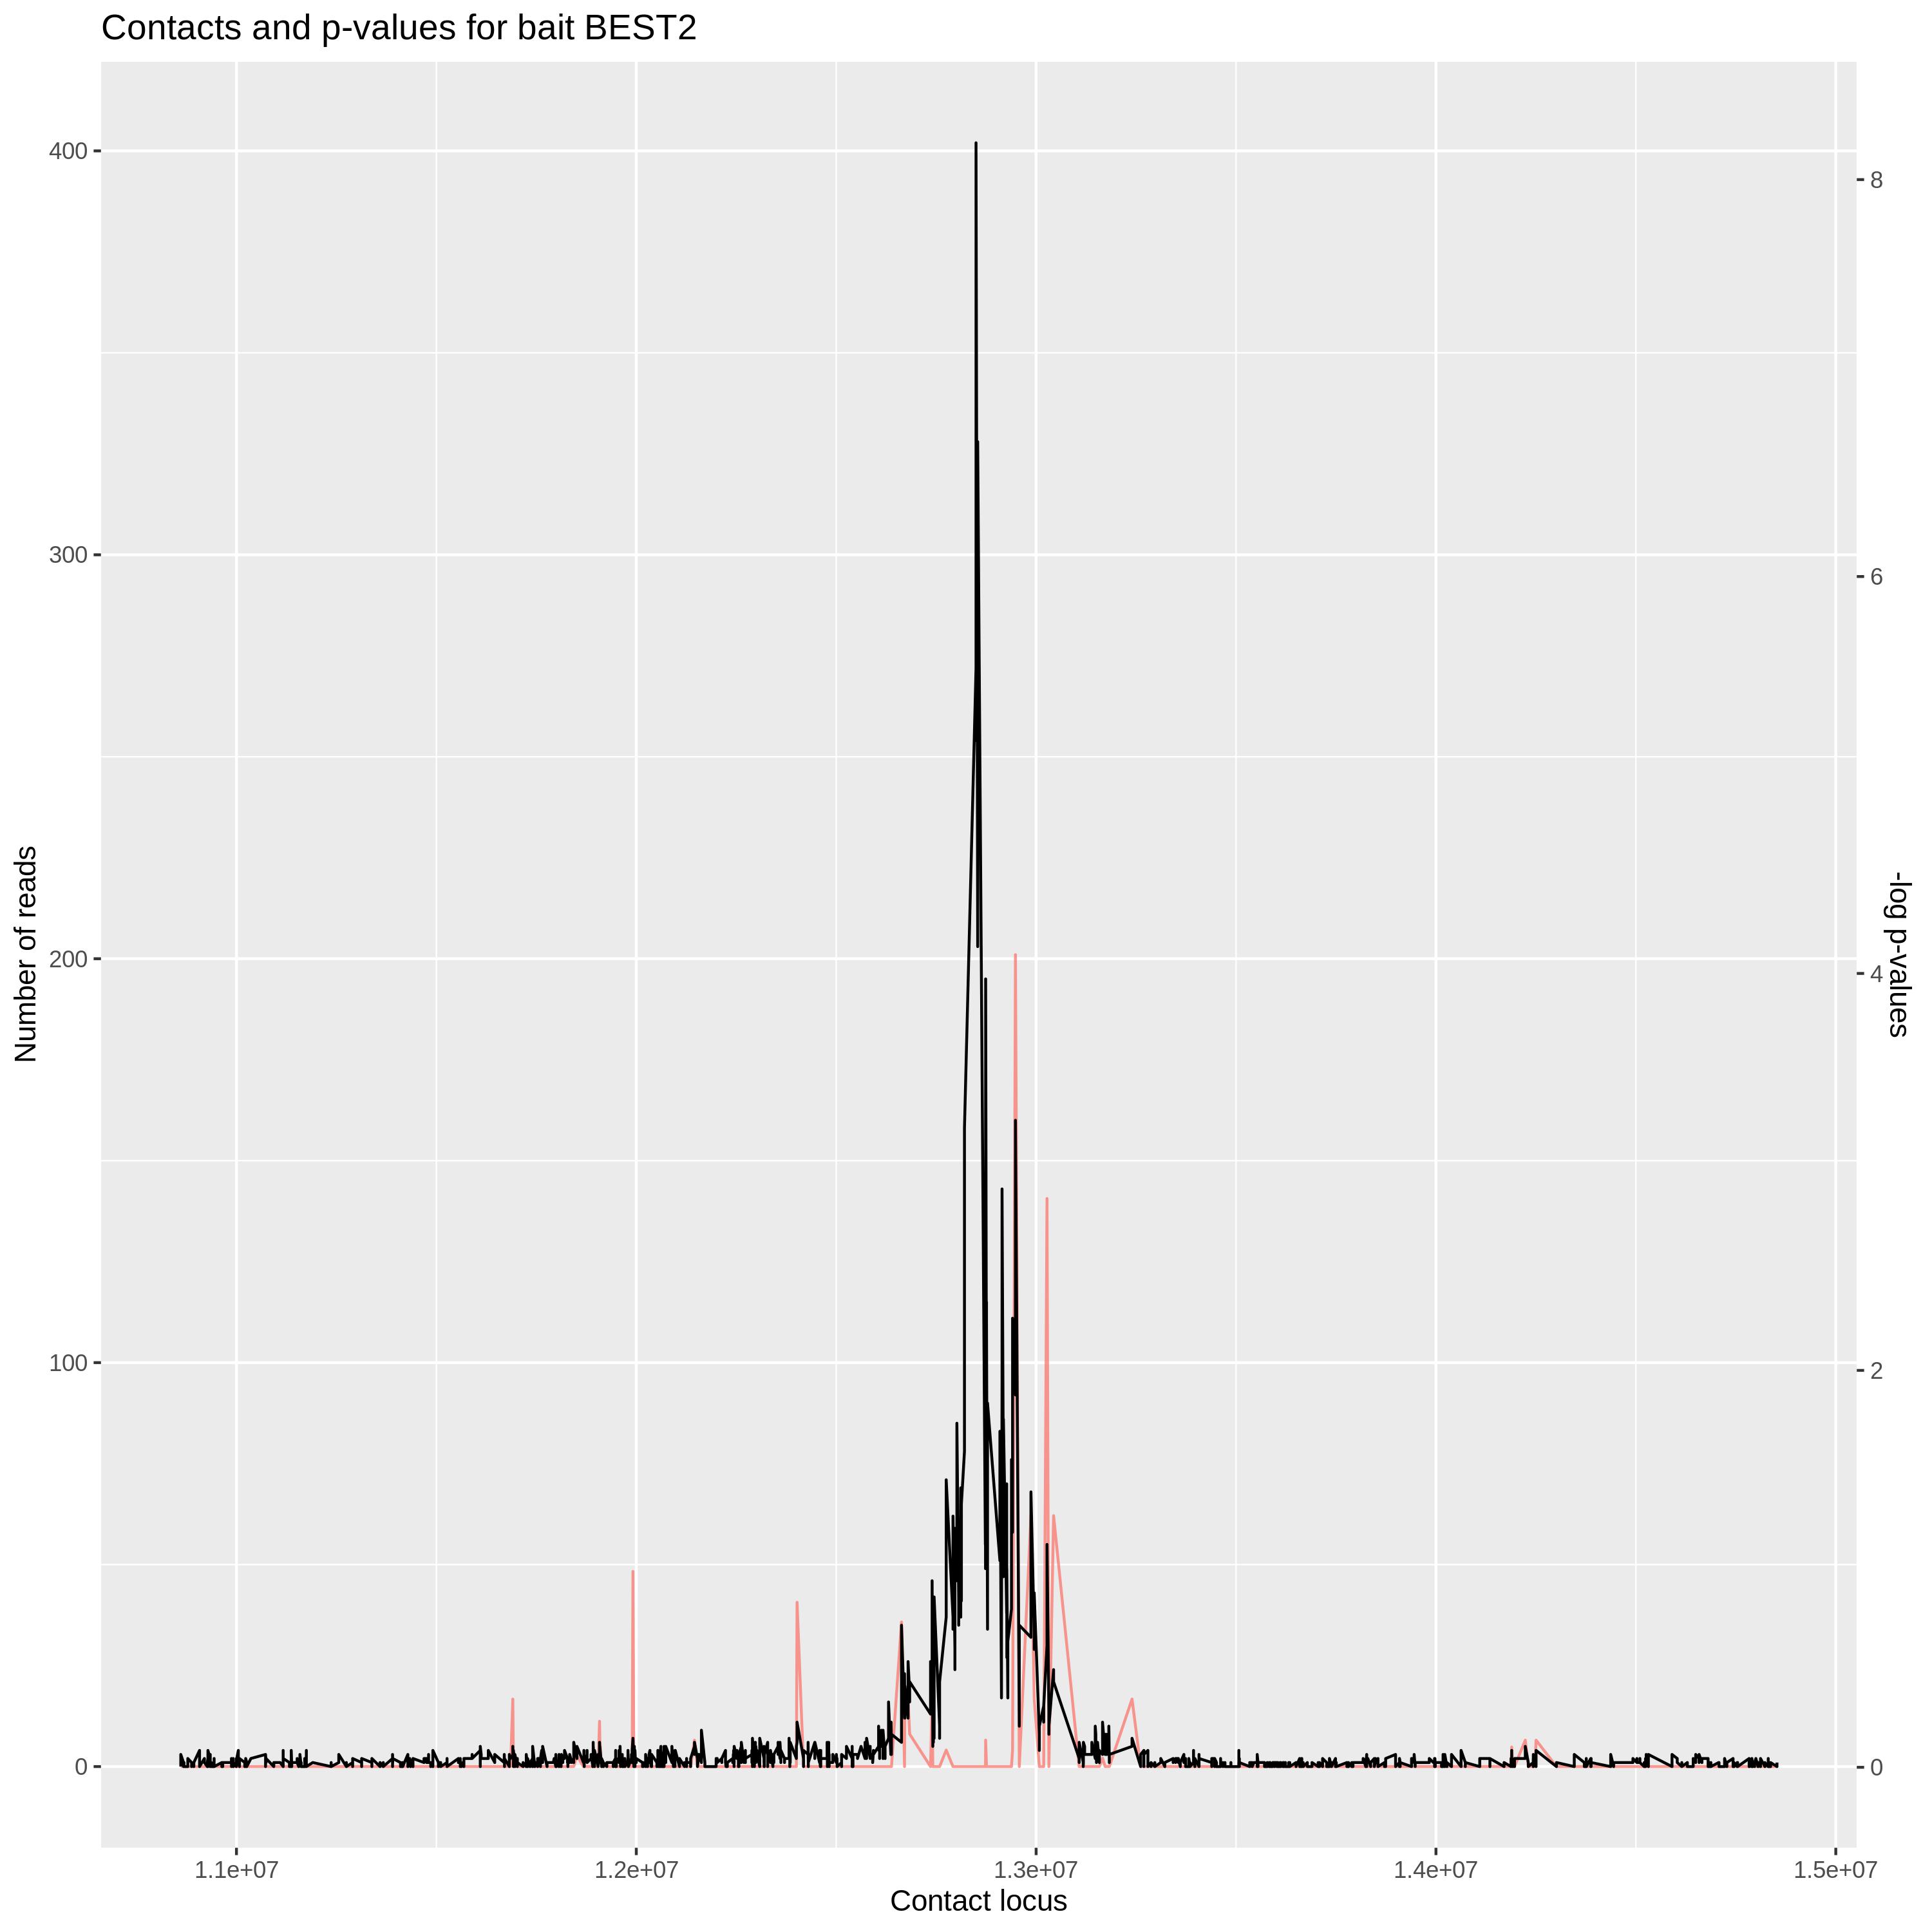 Contacts and p-values for bait BEST2
400
300
200
100
0
Number of reads
8
6
4
2
0
-log p-values
1.1e+07
1.2e+07
1.3e+07
1.4e+07
1.5e+07
Contact locus